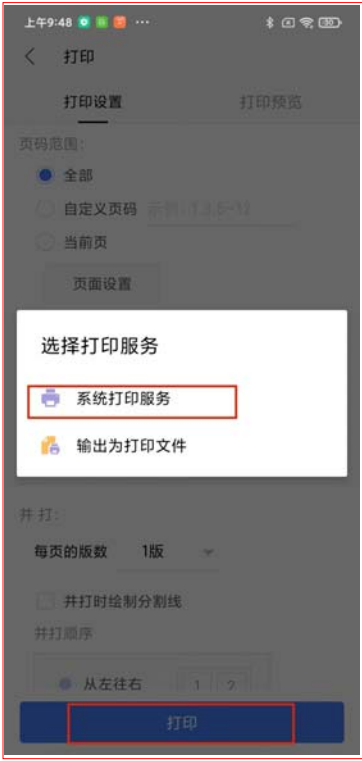 上午9:48 ···
30
打印
打印设置 打印预览
页码范围：
全部
自定义页码 示例：1,3,5-12
当前页
页面设置
选择打印服务
系统打印服务
输出为打印文件
并打：
每页的版数 1版
并打时绘制分割线
并打顺序
从左往右 1 2
打印